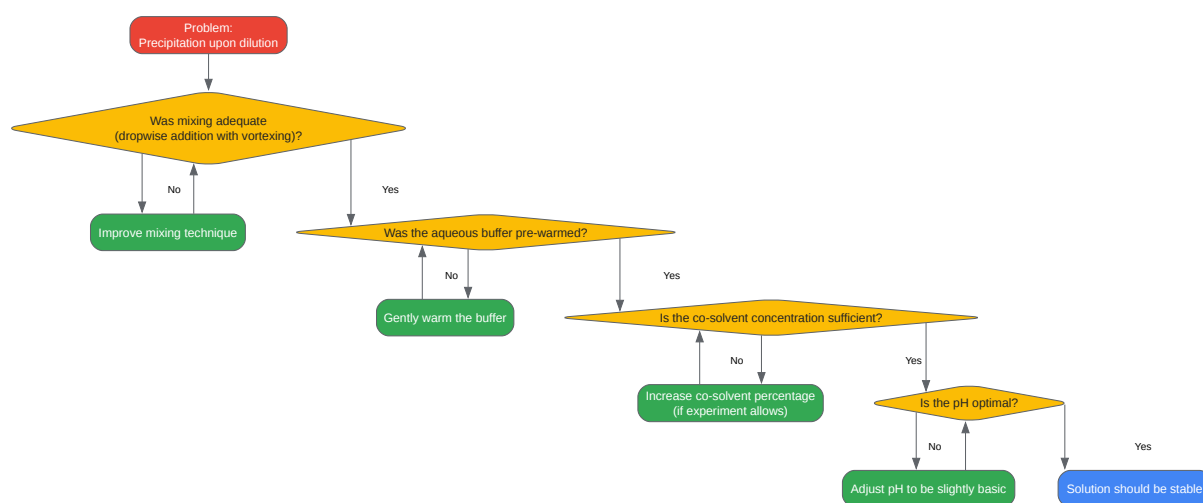 Problem:
Precipitation upon dilution
Was mixing adequate
(dropwise addition with vortexing)?
No
Yes
Improve mixing technique
Was the aqueous buffer pre-warmed?
No
Yes
Gently warm the buffer
Is the co-solvent concentration sufficient?
No
Yes
Increase co-solvent percentage
(if experiment allows)
Is the pH optimal?
No
Yes
Adjust pH to be slightly basic
Solution should be stable